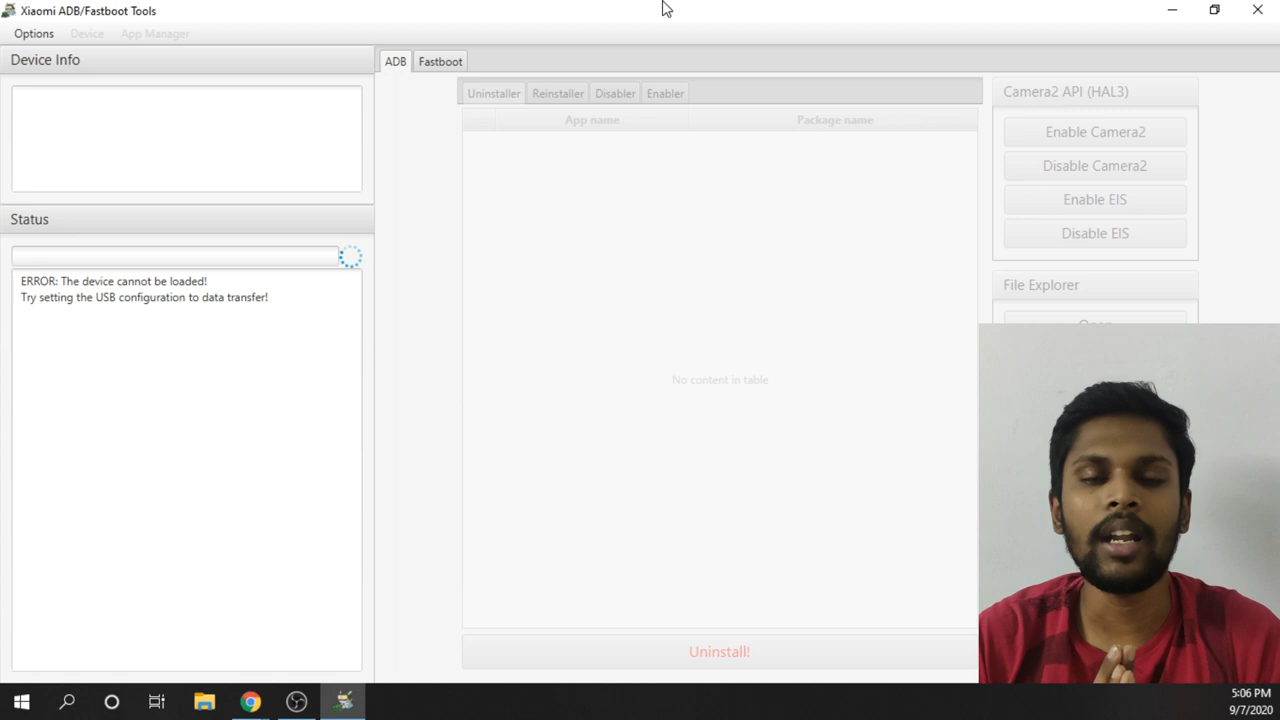 Xiaomi ADB/Fastboot Tools
Options Device App Manager
Device Info
Status
ERROR: The device cannot be loaded!
Try setting the USB configuration to data transfer!
ADB Fastboot
Uninstaller Reinstaller Disabler Enabler
App name Package name
No content in table
Uninstall!
Camera2 API (HAL3)
Enable Camera2
Disable Camera2
Enable EIS
Disable EIS
File Explorer
5:06 PM
9/7/2020